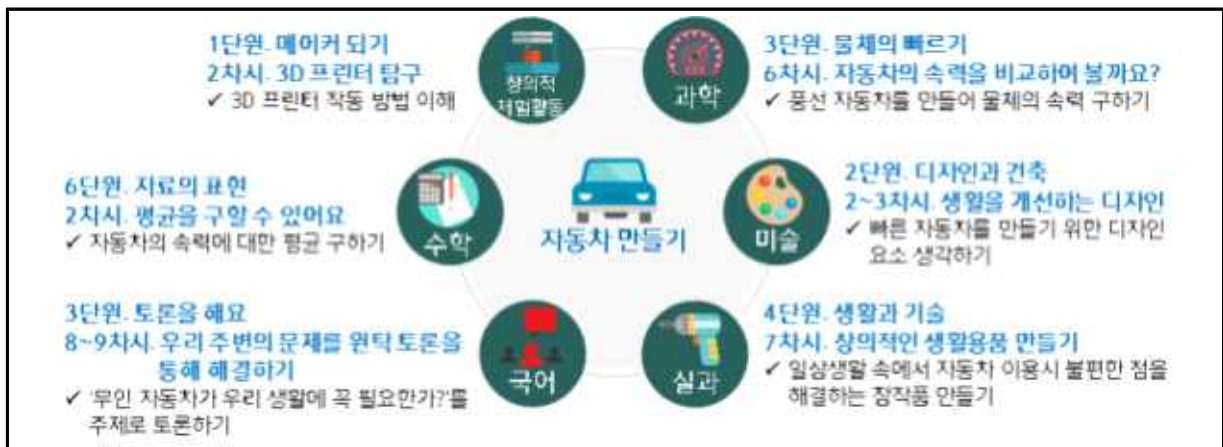 1단원. 메이커 되기
2차시. 3D 프린터 탐구
✓ 3D 프린터 작동 방법 이해
창의적
체험활동
과학
3단원. 물체의 빠르기
6차시. 자동차의 속력을 비교하여 볼까요?
✓ 풍선 자동차를 만들어 물체의 속력 구하기
6단원. 자료의 표현
2차시. 평균을 구할 수 있어요
✓ 자동차의 속력에 대한 평균 구하기
수학
자동차 만들기
미술
2단원. 디자인과 건축
2~3차시. 생활을 개선하는 디자인
✓ 빠른 자동차를 만들기 위한 디자인
요소 생각하기
3단원. 토론을 해요
8~9차시. 우리 주변의 문제를 원탁 토론을
통해 해결하기
✓ '무인 자동차가 우리 생활에 꼭 필요한가?'를
주제로 토론하기
국어
실과
4단원. 생활과 기술
7차시. 창의적인 생활용품 만들기
✓ 일상생활 속에서 자동차 이용시 불편한 점을
해결하는 창작품 만들기